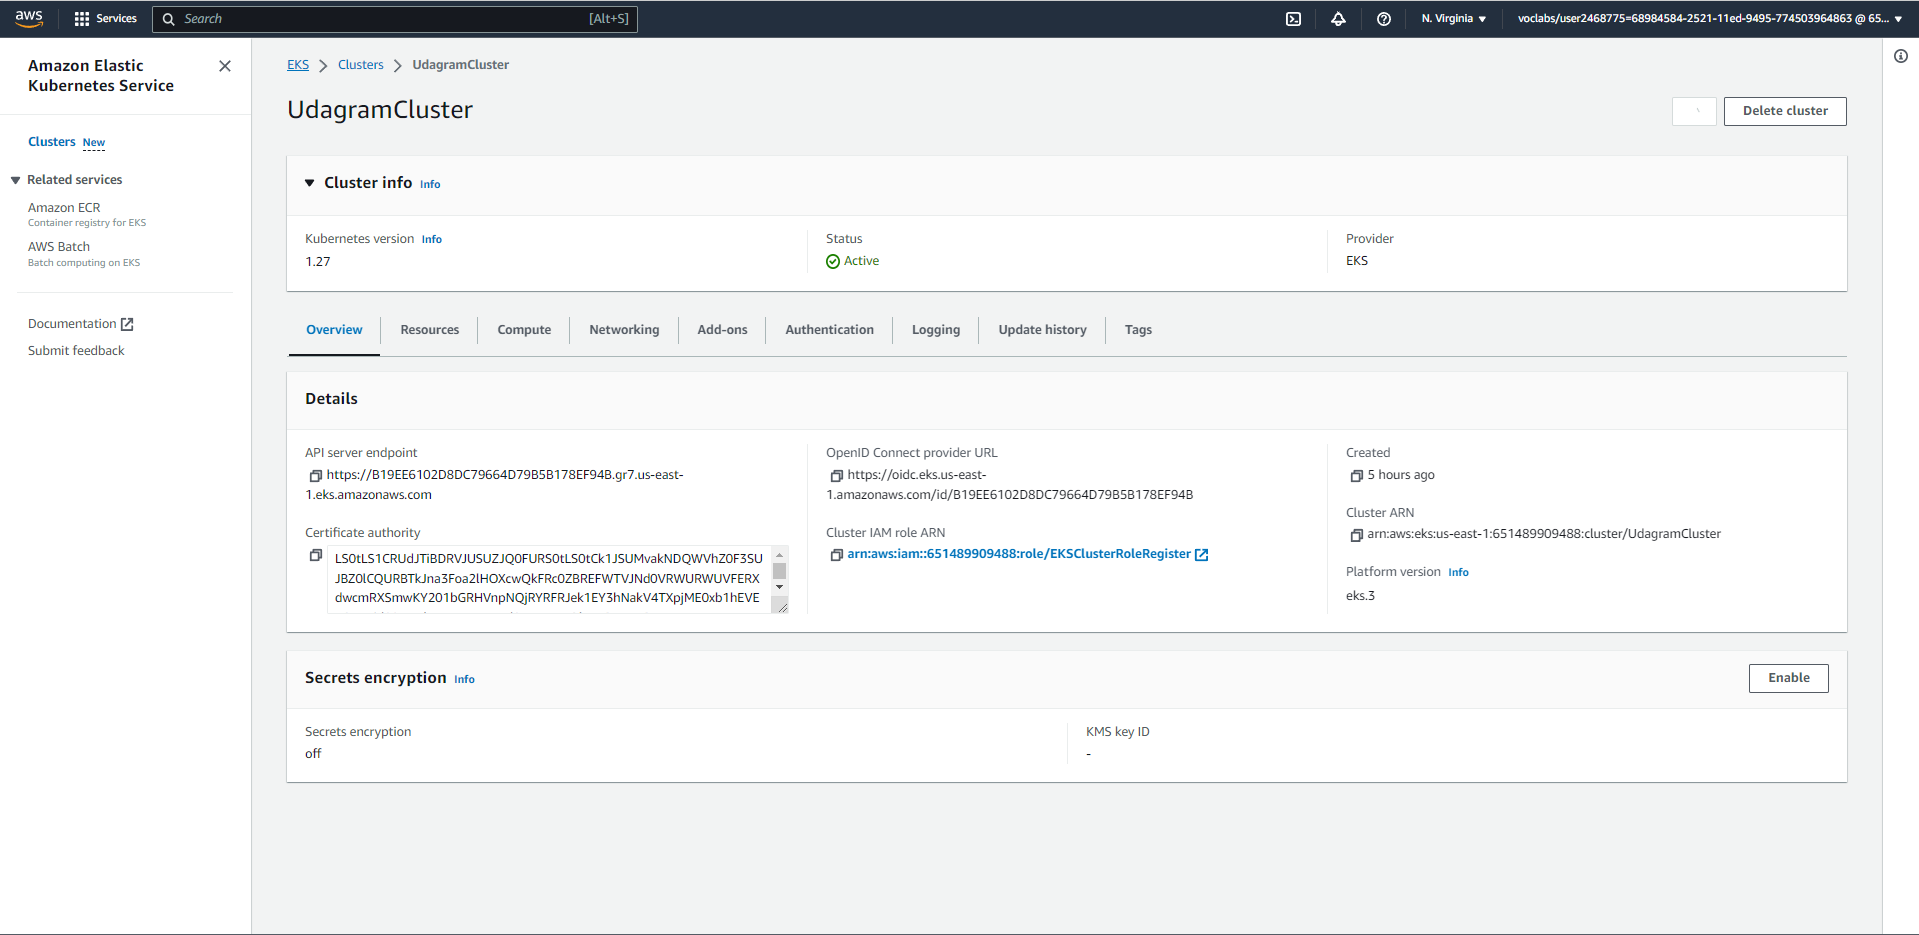 aws
Services
Search
[Alt+S]
N. Virginia
voclabs/user2468775=68984584-2521-11ed-9495-774503964863 @ 65...
Amazon Elastic
Kubernetes Service
Clusters New
Related services
Amazon ECR
Container registry for EKS
AWS Batch
Batch computing on EKS
Documentation
Submit feedback
EKS
Clusters
UdagramCluster
UdagramCluster
Delete cluster
Cluster info Info
Kubernetes version Info
1.27
Status
Active
Provider
EKS
Overview
Resources
Compute
Networking
Add-ons
Authentication
Logging
Update history
Tags
Details
API server endpoint
https://B19EE6102D8DC79664D79B5B178EF94B.gr7.us-east-
1.eks.amazonaws.com
Certificate authority
LS0tLS1CRUdJTiBDRVJUSUZJQ0FURS0tLS0tCk1JSUMvakNDQWVhZ0F3SU
JBZ0lCQURBTkJna3Foa2lHOXcwQkFRc0ZBREFWTVJNd0VRWURWUVFERX
dwcmRXSmwKY201bGRHVnpNQjRYRFRJek1EY3hNakV4TXpjME0xb1hEVE
OpenID Connect provider URL
https://oidc.eks.us-east-
1.amazonaws.com/id/B19EE6102D8DC79664D79B5B178EF94B
Cluster IAM role ARN
arn:aws:iam::651489909488:role/EKSClusterRoleRegister
Created
5 hours ago
Cluster ARN
arn:aws:eks:us-east-1:651489909488:cluster/UdagramCluster
Platform version Info
eks.3
Secrets encryption Info
Enable
Secrets encryption
off
KMS key ID
-